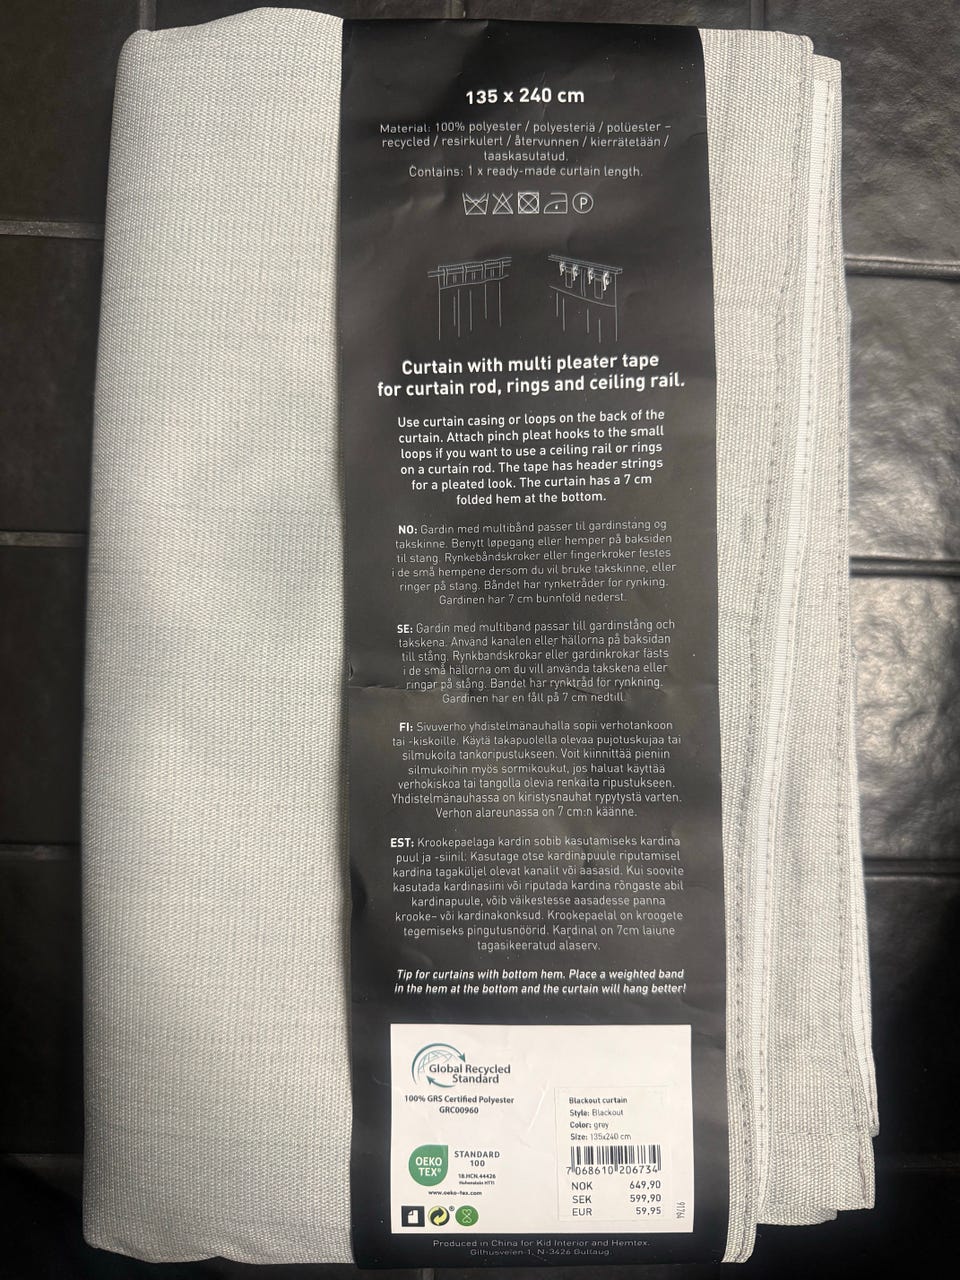 135 x 240 cm
Material: 100% polyester / polyesteriä / polüester –
recycled / resirkulert / återvunnen / kierrätetään /
taaskasutatud.
Contains: 1 x ready-made curtain length.
P
Curtain with multi pleater tape
for curtain rod, rings and ceiling rail.
Use curtain casing or loops on the back of the
curtain. Attach pinch pleat hooks to the small
loops if you want to use a ceiling rail or rings
on a curtain rod. The tape has header strings
for a pleated look. The curtain has a 7 cm
folded hem at the bottom.
NO: Gardin med multibånd passer til gardinstang og
takskinne. Benytt løpegang eller hemper på baksiden
til stang. Rynkebåndskroker eller fingerkroker festes
i de små hempene dersom du vil bruke takskinne, eller
ringer på stang. Båndet har rynketråder for rynking.
Gardinen har 7 cm bunnfold nederst.
SE: Gardin med multiband passar till gardinstång och
takskena. Använd kanalen eller hällorna på baksidan
till stång. Rynkbandskrokar eller gardinkrokar fästs
i de små hällorna om du vill använda takskena eller
ringar på stång. Bandet har rynktråd för rynkning.
Gardinen har en fåll på 7 cm nedtill.
FI: Sivuverho yhdistelmänauhalla sopii verhotankoon
tai -kiskoille. Käytä takapuolella olevaa pujotuskujaa tai
silmukoita tankoripustukseen. Voit kiinnittää pieniin
silmukoihin myös sormikoukut, jos haluat käyttää
verhokiskoa tai tangolla olevia renkaita ripustukseen.
Yhdistelmänauhassa on kiristysnauhat rypytystä varten.
Verhon alareunassa on 7 cm:n käänne.
EST: Krookepaelaga kardin sobib kasutamiseks kardina
puul ja -siinil. Kasutage otse kardinapuule riputamisel
kardina tagaküljel olevat kanalit või aasasid. Kui soovite
kasutada kardinasiini või riputada kardina rõngaste abil
kardinapuule, võib väikestesse aasadesse panna
krooke– või kardinakonksud. Krookepaelal on kroogete
tegemiseks pingutusnöörid. Kardinal on 7cm laiune
tagasikeeratud alaserv.
Tip for curtains with bottom hem. Place a weighted band
in the hem at the bottom and the curtain will hang better!
Global Recycled
Standard
100% GRS Certified Polyester
GRC00960
OEKO
TEX®
STANDARD
100
18.HCN.44426
Hohenstein HTTI
www.oeko-tex.com
Blackout curtain
Style: Blackout
Color: grey
Size: 135x240 cm
7 068610 206734
NOK 649,90
SEK 599,90
EUR 59,95
91764
Produced in China for Kid Interior and Hemtex.
Gilhusveien 1, N-3426 Gullaug.